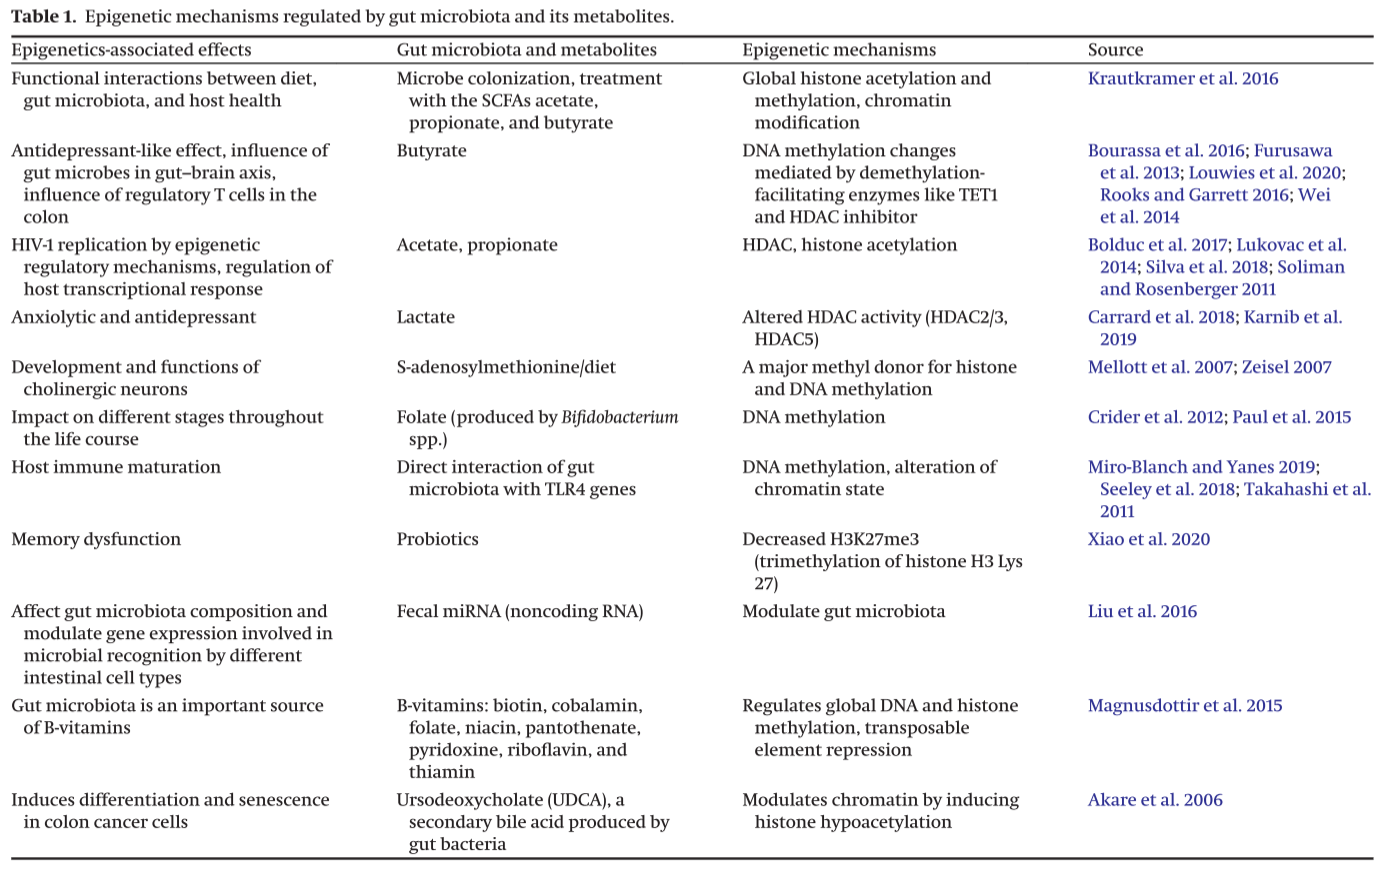 Table 1. Epigenetic mechanisms regulated by gut microbiota and its metabolites.
Epigenetics-associated effects Gut microbiota and metabolites Epigenetic mechanisms Source
Functional interactions between diet, Microbe colonization, treatment Global histone acetylation and Krautkramer et al. 2016
gut microbiota, and host health with the SCFAs acetate, methylation, chromatin
propionate, and butyrate modification
Antidepressant-like effect, influence of Butyrate DNA methylation changes Bourassa et al. 2016; Furusawa
gut microbes in gut–brain axis, mediated by demethylation- et al. 2013; Louwies et al. 2020;
influence of regulatory T cells in the facilitating enzymes like TET1 Rooks and Garrett 2016; Wei
colon and HDAC inhibitor et al. 2014
HIV-1 replication by epigenetic Acetate, propionate HDAC, histone acetylation Bolduc et al. 2017; Lukovac et al.
regulatory mechanisms, regulation of 2014; Silva et al. 2018; Soliman
host transcriptional response and Rosenberger 2011
Anxiolytic and antidepressant Lactate Altered HDAC activity (HDAC2/3, Carrard et al. 2018; Karnib et al.
HDAC5) 2019
Development and functions of S-adenosylmethionine/diet A major methyl donor for histone Mellott et al. 2007; Zeisel 2007
cholinergic neurons and DNA methylation
Impact on different stages throughout Folate (produced by Bifidobacterium DNA methylation Crider et al. 2012; Paul et al. 2015
the life course spp.)
Host immune maturation Direct interaction of gut DNA methylation, alteration of Miro-Blanch and Yanes 2019;
microbiota with TLR4 genes chromatin state Seeley et al. 2018; Takahashi et al.
2011
Memory dysfunction Probiotics Decreased H3K27me3 Xiao et al. 2020
(trimethylation of histone H3 Lys
27)
Affect gut microbiota composition and Fecal miRNA (noncoding RNA) Modulate gut microbiota Liu et al. 2016
modulate gene expression involved in
microbial recognition by different
intestinal cell types
Gut microbiota is an important source B-vitamins: biotin, cobalamin, Regulates global DNA and histone Magnusdottir et al. 2015
of B-vitamins folate, niacin, pantothenate, methylation, transposable
pyridoxine, riboflavin, and element repression
thiamin
Induces differentiation and senescence Ursodeoxycholate (UDCA), a Modulates chromatin by inducing Akare et al. 2006
in colon cancer cells secondary bile acid produced by histone hypoacetylation
gut bacteria